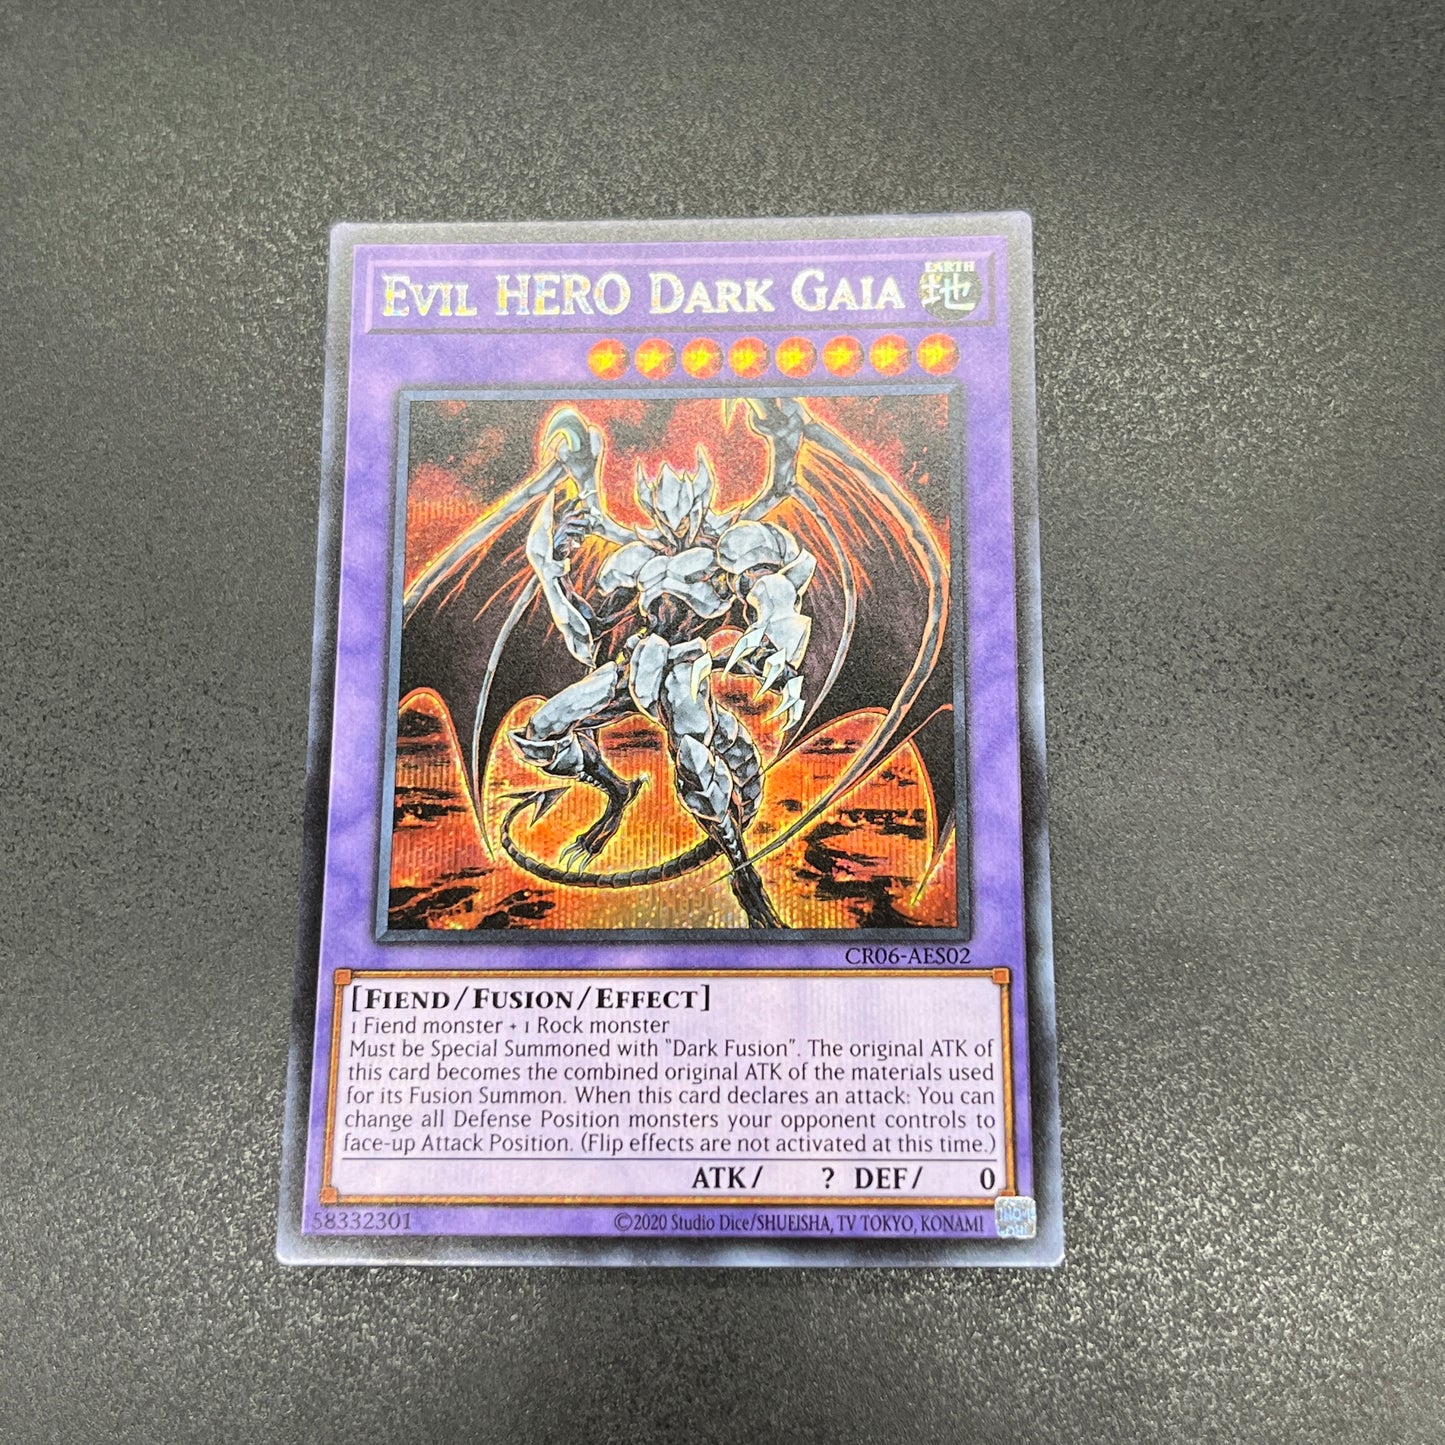 Evil HERO Dark Gaia
EARTH
地
CR06-AES02
[Fiend/Fusion/Effect]
1 Fiend monster + 1 Rock monster
Must be Special Summoned with "Dark Fusion". The original ATK of
this card becomes the combined original ATK of the materials used
for its Fusion Summon. When this card declares an attack: You can
change all Defense Position monsters your opponent controls to
face-up Attack Position. (Flip effects are not activated at this time.)
ATK/ ? DEF/ 0
58332301 ©2020 Studio Dice/SHUEISHA, TV TOKYO, KONAMI